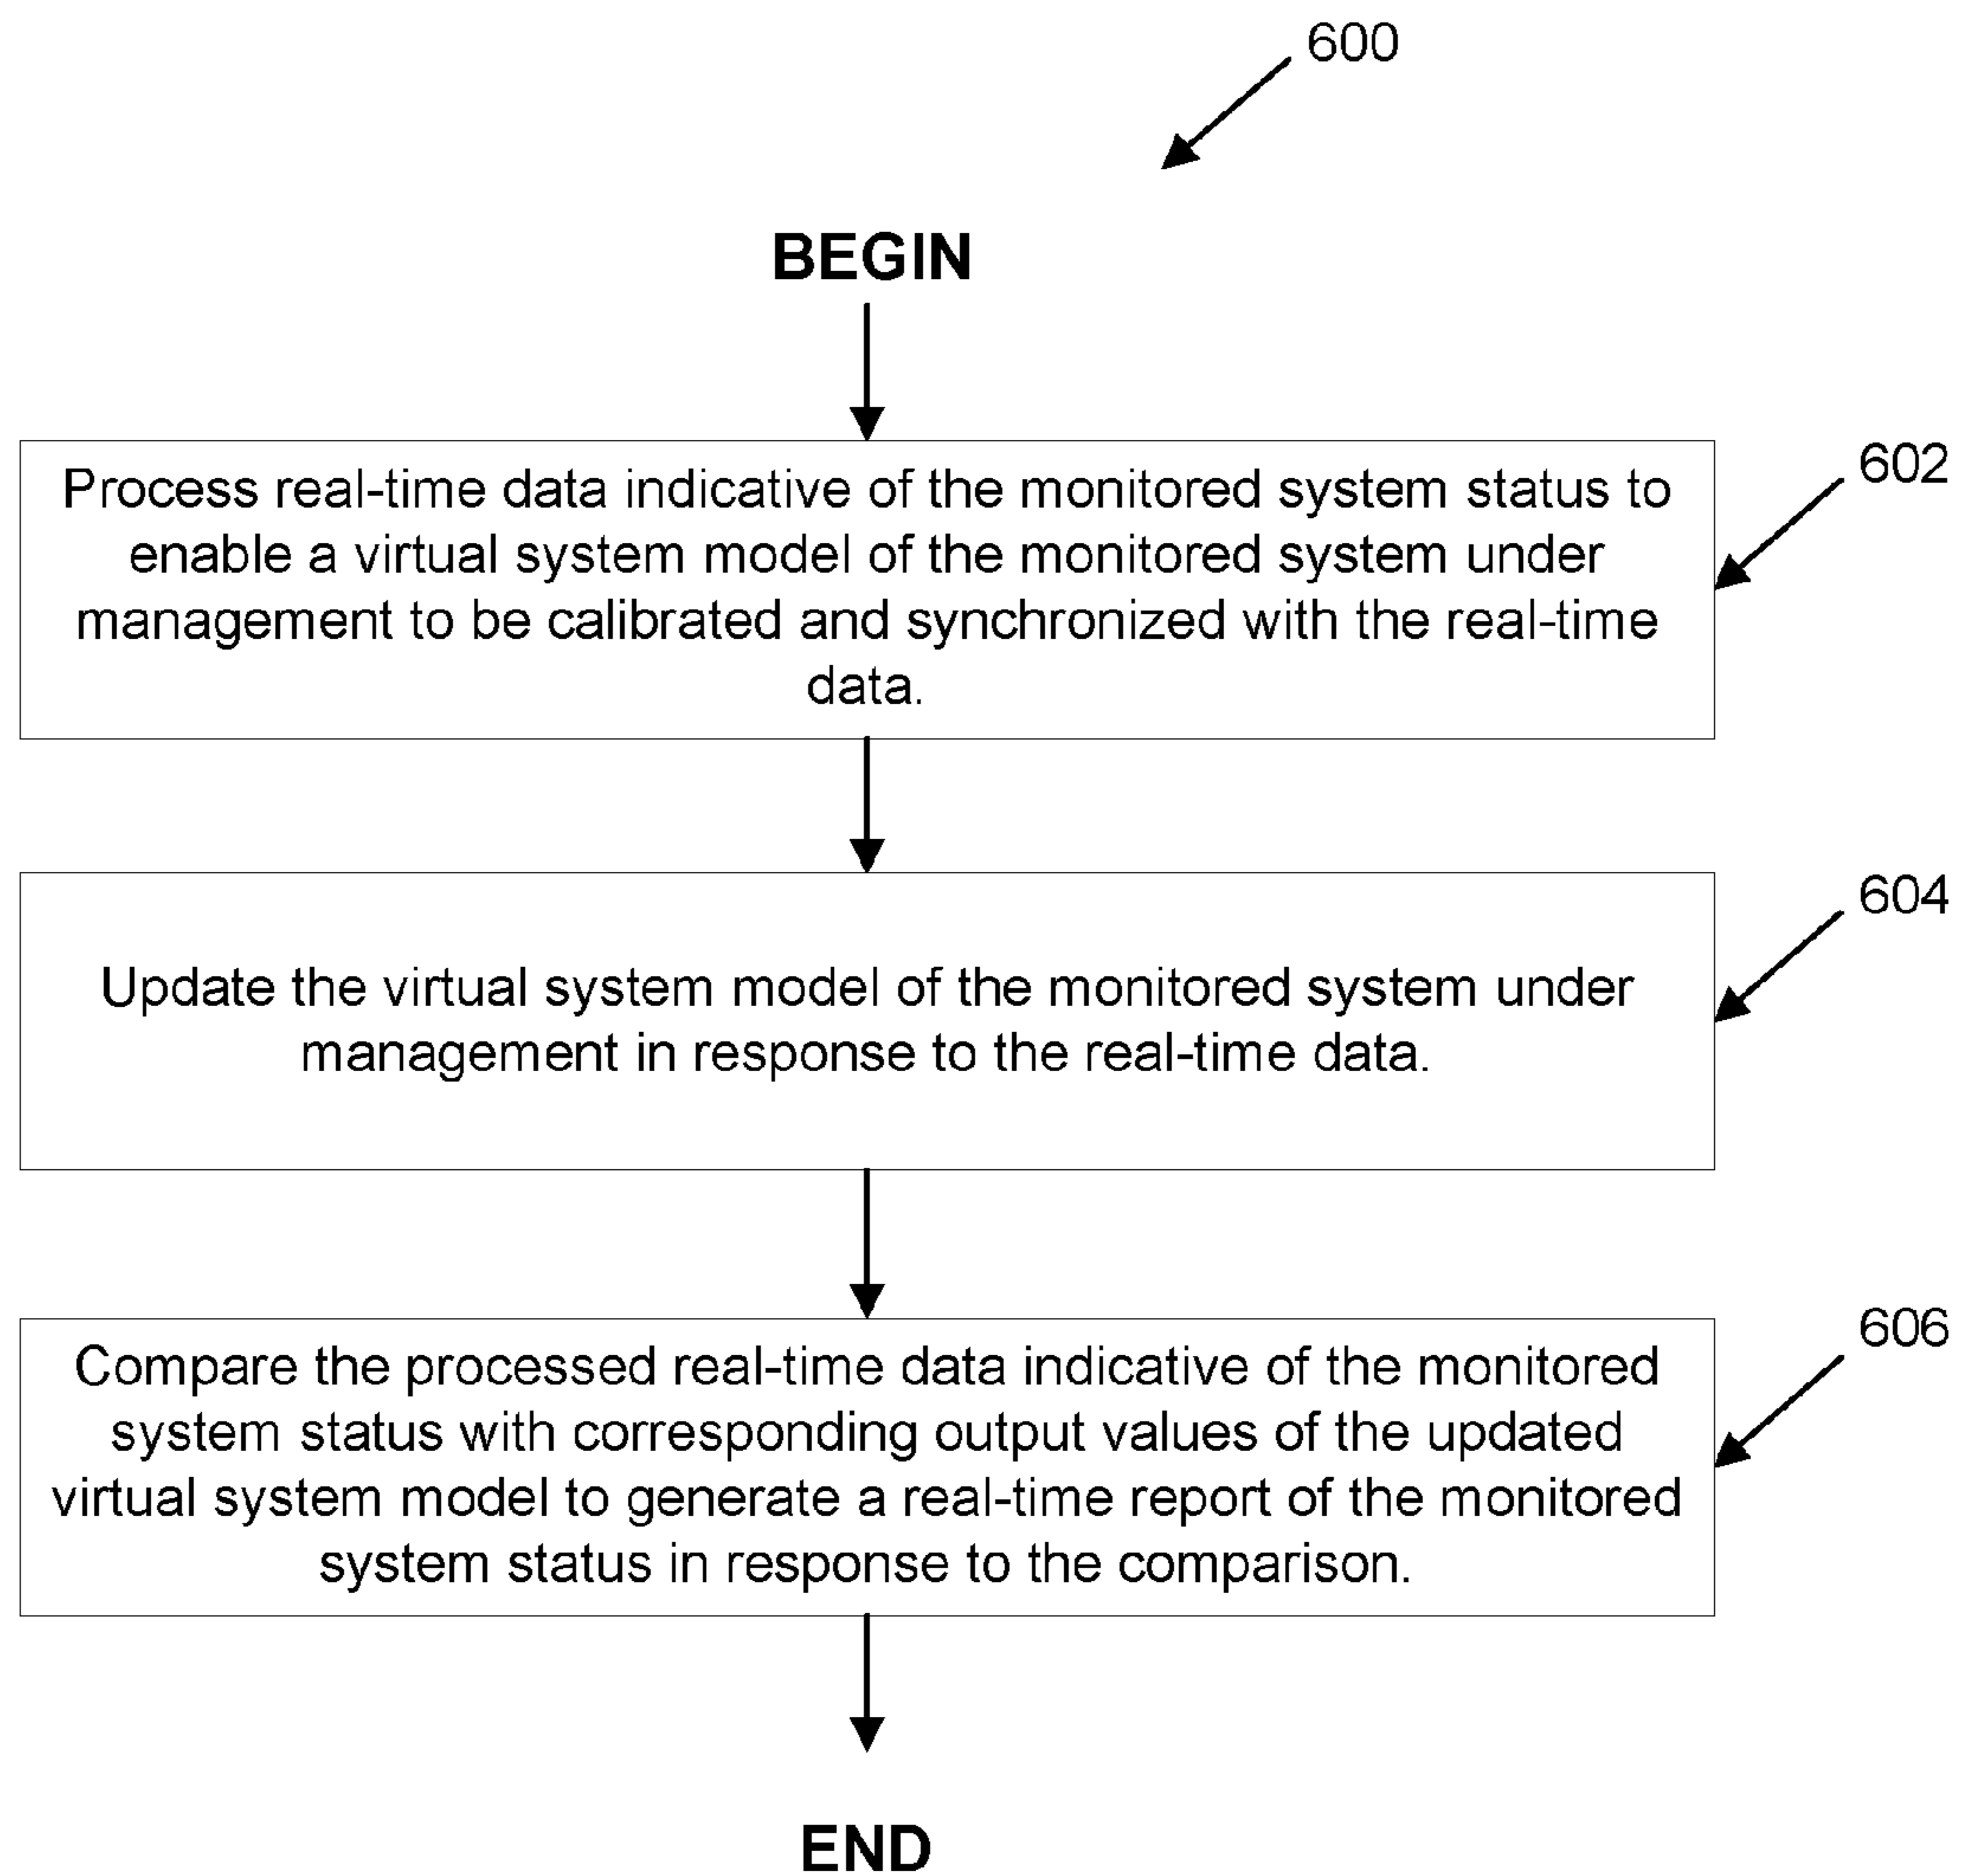 600
BEGIN
Process real-time data indicative of the monitored system status to
enable a virtual system model of the monitored system under
management to be calibrated and synchronized with the real-time
data.
602
Update the virtual system model of the monitored system under
management in response to the real-time data.
604
Compare the processed real-time data indicative of the monitored
system status with corresponding output values of the updated
virtual system model to generate a real-time report of the monitored
system status in response to the comparison.
606
END